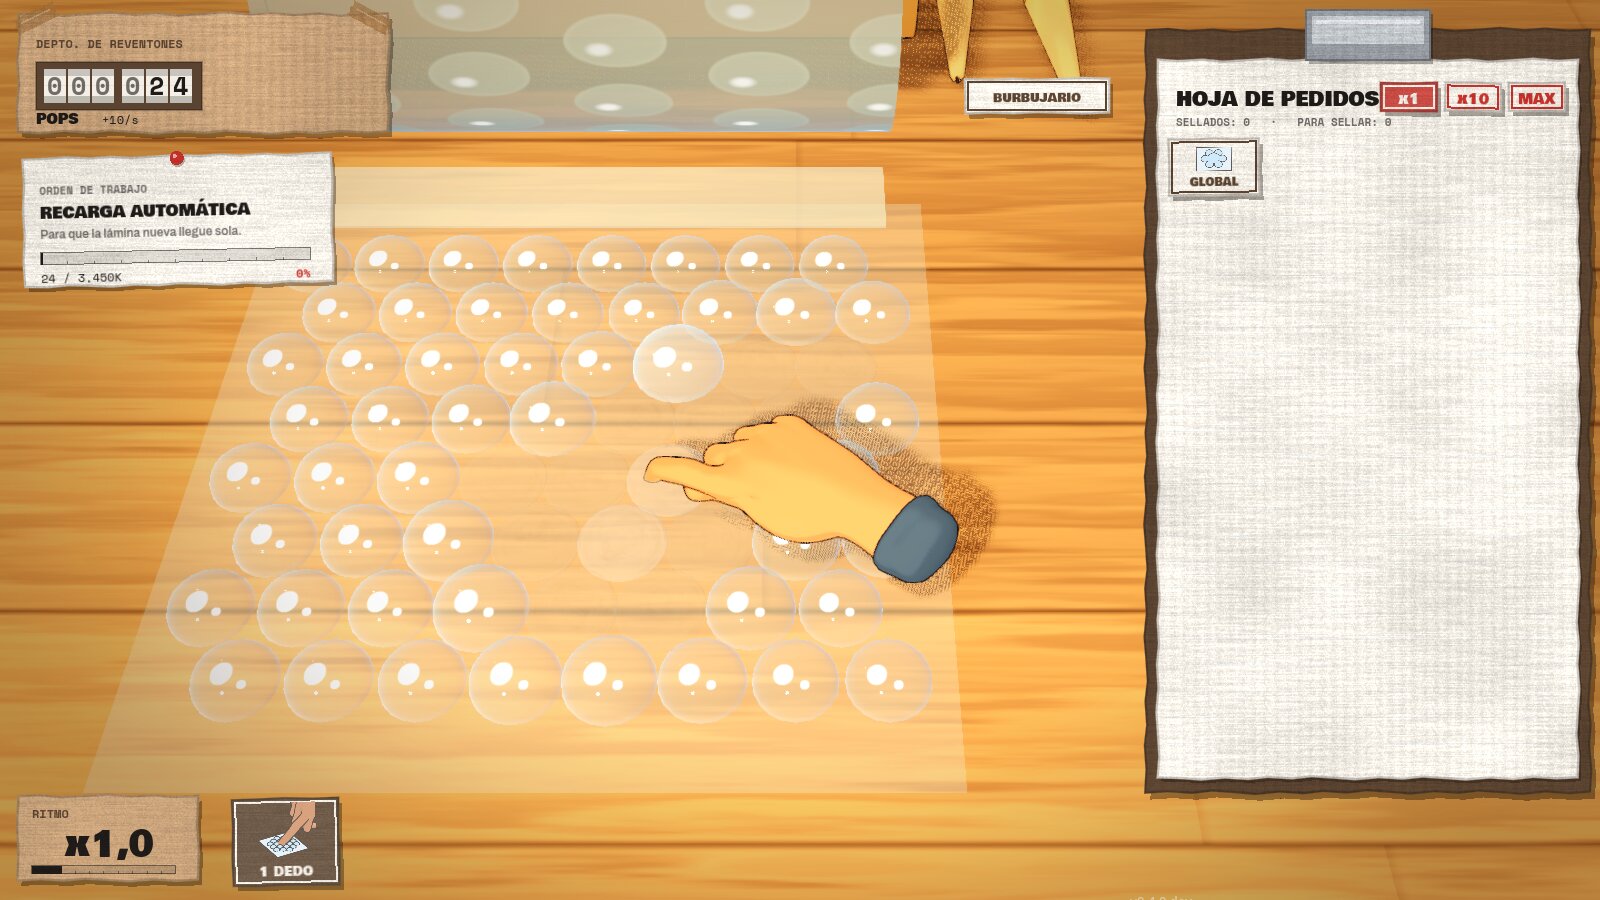 DEPTO. DE REVENTONES
000 024
POPS +10/s
ORDEN DE TRABAJO
RECARGA AUTOMÁTICA
Para que la lámina nueva llegue sola.
24 / 3.450K 0%
BURBUJARIO
HOJA DE PEDIDOS x1 x10 MAX
SELLADOS: 0 · PARA SELLAR: 0
GLOBAL
RITMO
x1,0
1 DEDO